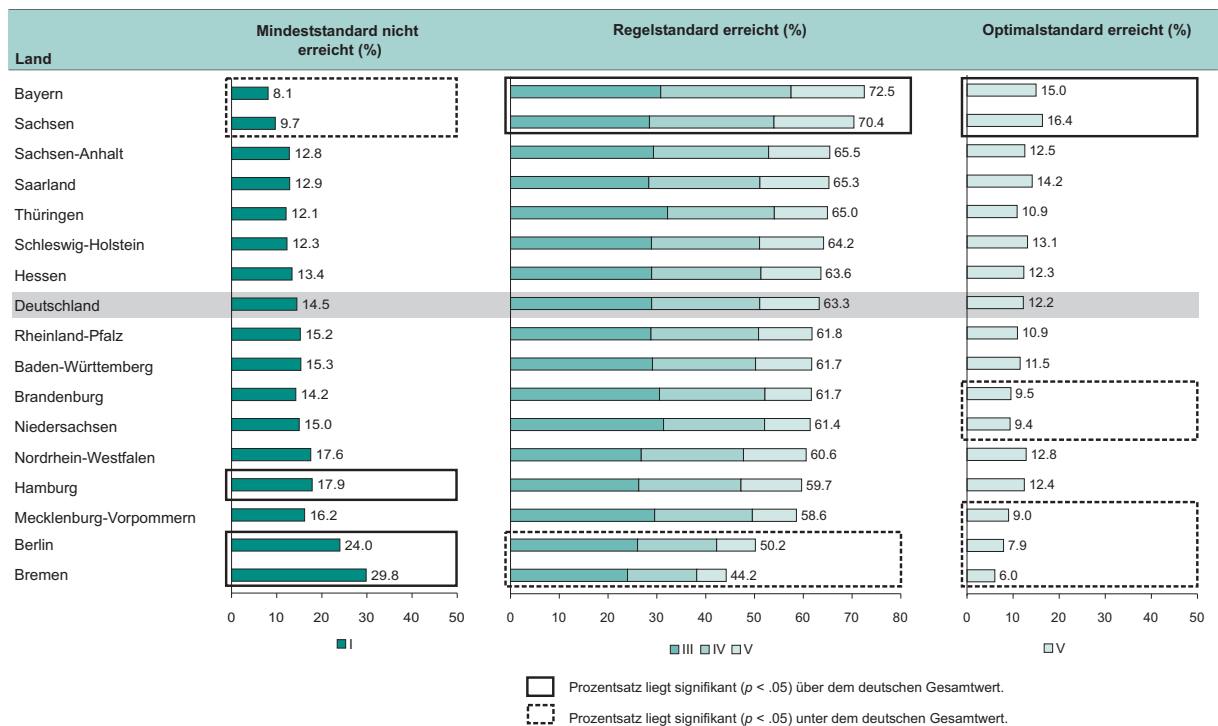 Land
Mindeststandard nicht
erreicht (%)
Regelstandard erreicht (%)
Optimalstandard erreicht (%)
Bayern 8.1 72.5 15.0
Sachsen 9.7 70.4 16.4
Sachsen-Anhalt 12.8 65.5 12.5
Saarland 12.9 65.3 14.2
Thüringen 12.1 65.0 10.9
Schleswig-Holstein 12.3 64.2 13.1
Hessen 13.4 63.6 12.3
Deutschland 14.5 63.3 12.2
Rheinland-Pfalz 15.2 61.8 10.9
Baden-Württemberg 15.3 61.7 11.5
Brandenburg 14.2 61.7 9.5
Niedersachsen 15.0 61.4 9.4
Nordrhein-Westfalen 17.6 60.6 12.8
Hamburg 17.9 59.7 12.4
Mecklenburg-Vorpommern 16.2 58.6 9.0
Berlin 24.0 50.2 7.9
Bremen 29.8 44.2 6.0
0 10 20 30 40 50 0 10 20 30 40 50 60 70 80 0 10 20 30 40 50
I III IV V V
Prozentsatz liegt signifikant (p < .05) über dem deutschen Gesamtwert.
Prozentsatz liegt signifikant (p < .05) unter dem deutschen Gesamtwert.